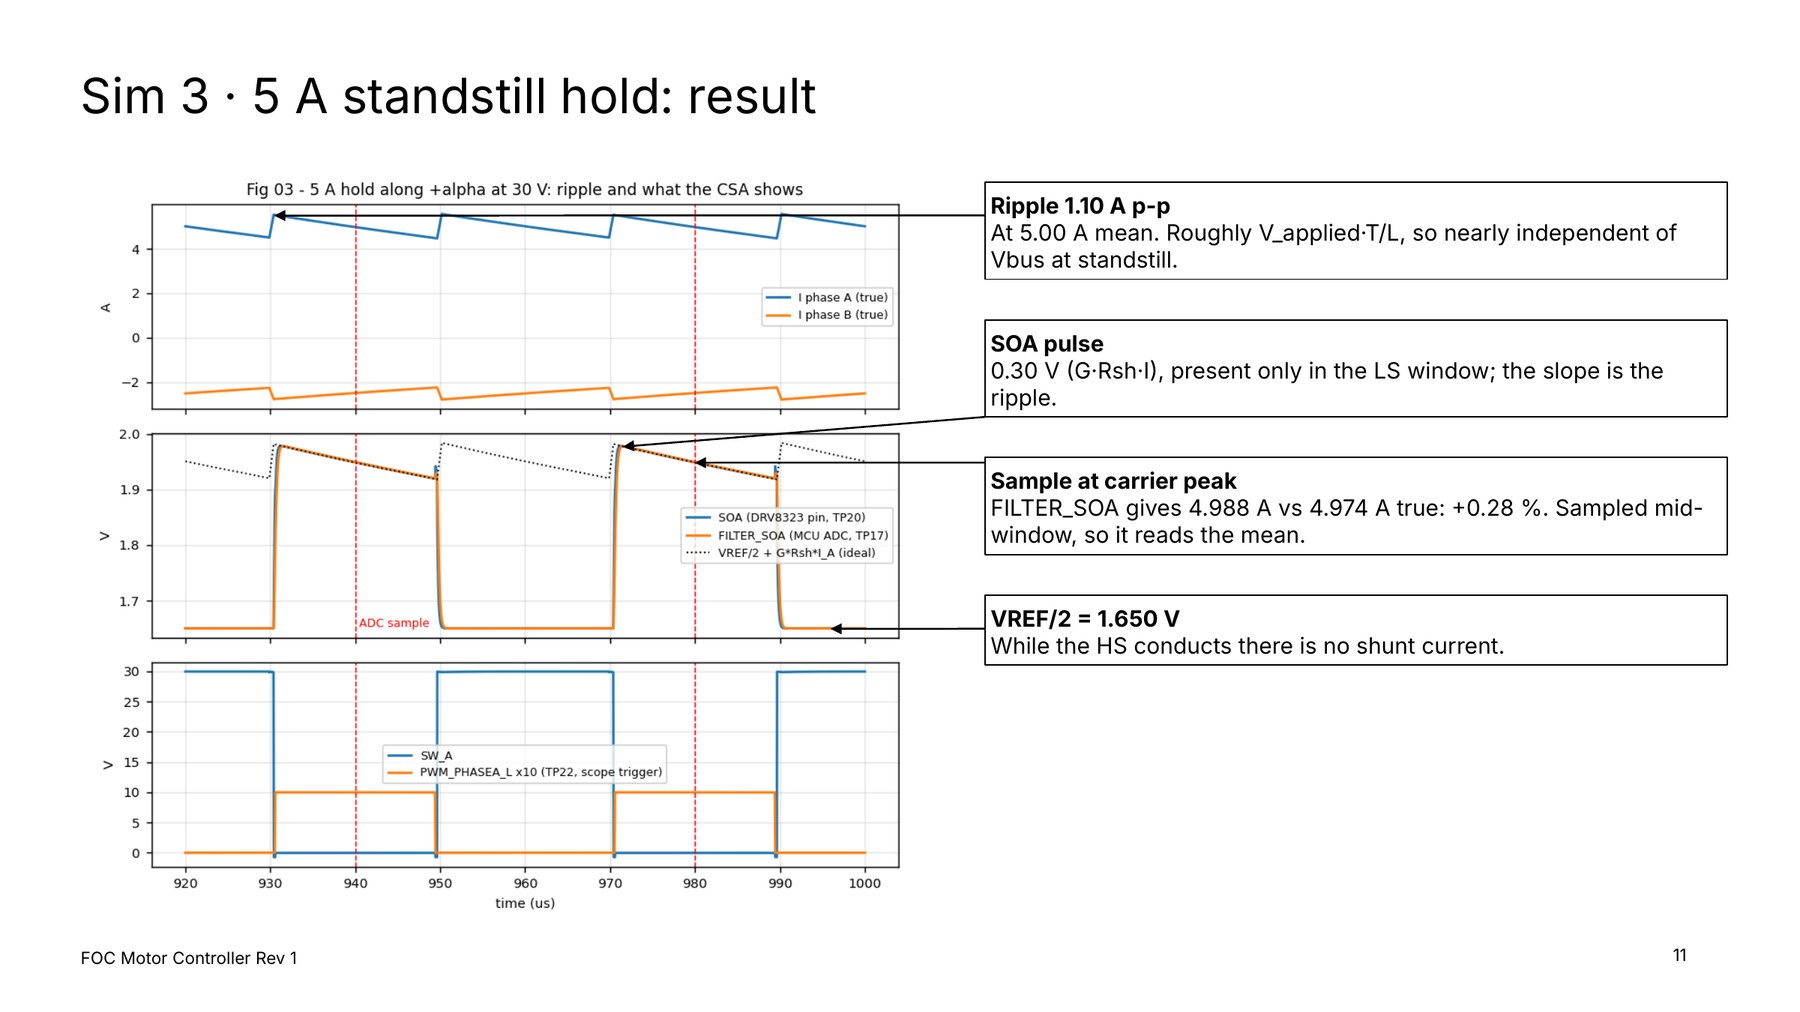 Sim 3 · 5 A standstill hold: result
Fig 03 - 5 A hold along +alpha at 30 V: ripple and what the CSA shows
4
2
0
−2
A
I phase A (true)
I phase B (true)
2.0
1.9
1.8
1.7
V
SOA (DRV8323 pin, TP20)
FILTER_SOA (MCU ADC, TP17)
VREF/2 + G*Rsh*I_A (ideal)
ADC sample
30
25
20
15
10
5
0
V
SW_A
PWM_PHASEA_L x10 (TP22, scope trigger)
920 930 940 950 960 970 980 990 1000
time (us)
Ripple 1.10 A p-p
At 5.00 A mean. Roughly V_applied·T/L, so nearly independent of
Vbus at standstill.
SOA pulse
0.30 V (G·Rsh·I), present only in the LS window; the slope is the
ripple.
Sample at carrier peak
FILTER_SOA gives 4.988 A vs 4.974 A true: +0.28 %. Sampled mid-
window, so it reads the mean.
VREF/2 = 1.650 V
While the HS conducts there is no shunt current.
FOC Motor Controller Rev 1
11